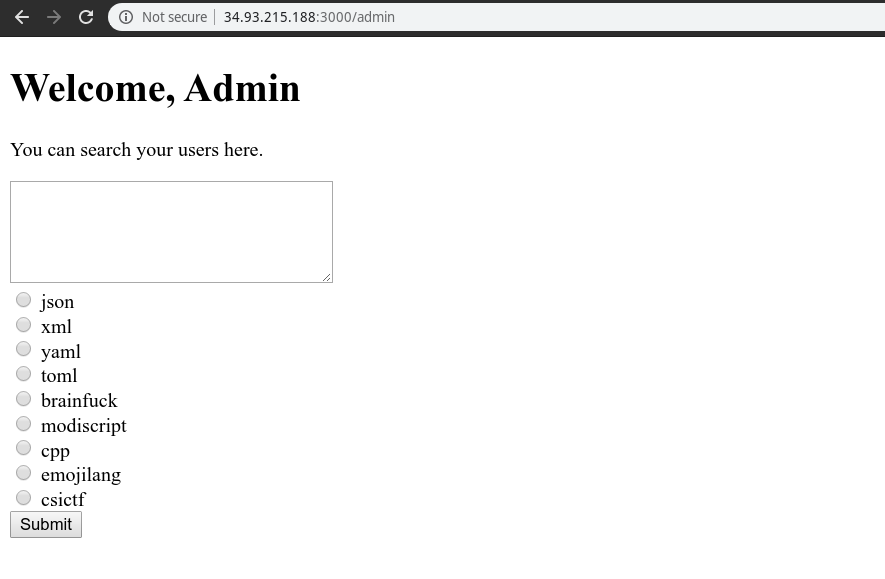 Not secure 34.93.215.188:3000/admin
Welcome, Admin
You can search your users here.
json
xml
yaml
toml
brainfuck
modiscript
cpp
emojilang
csictf
Submit